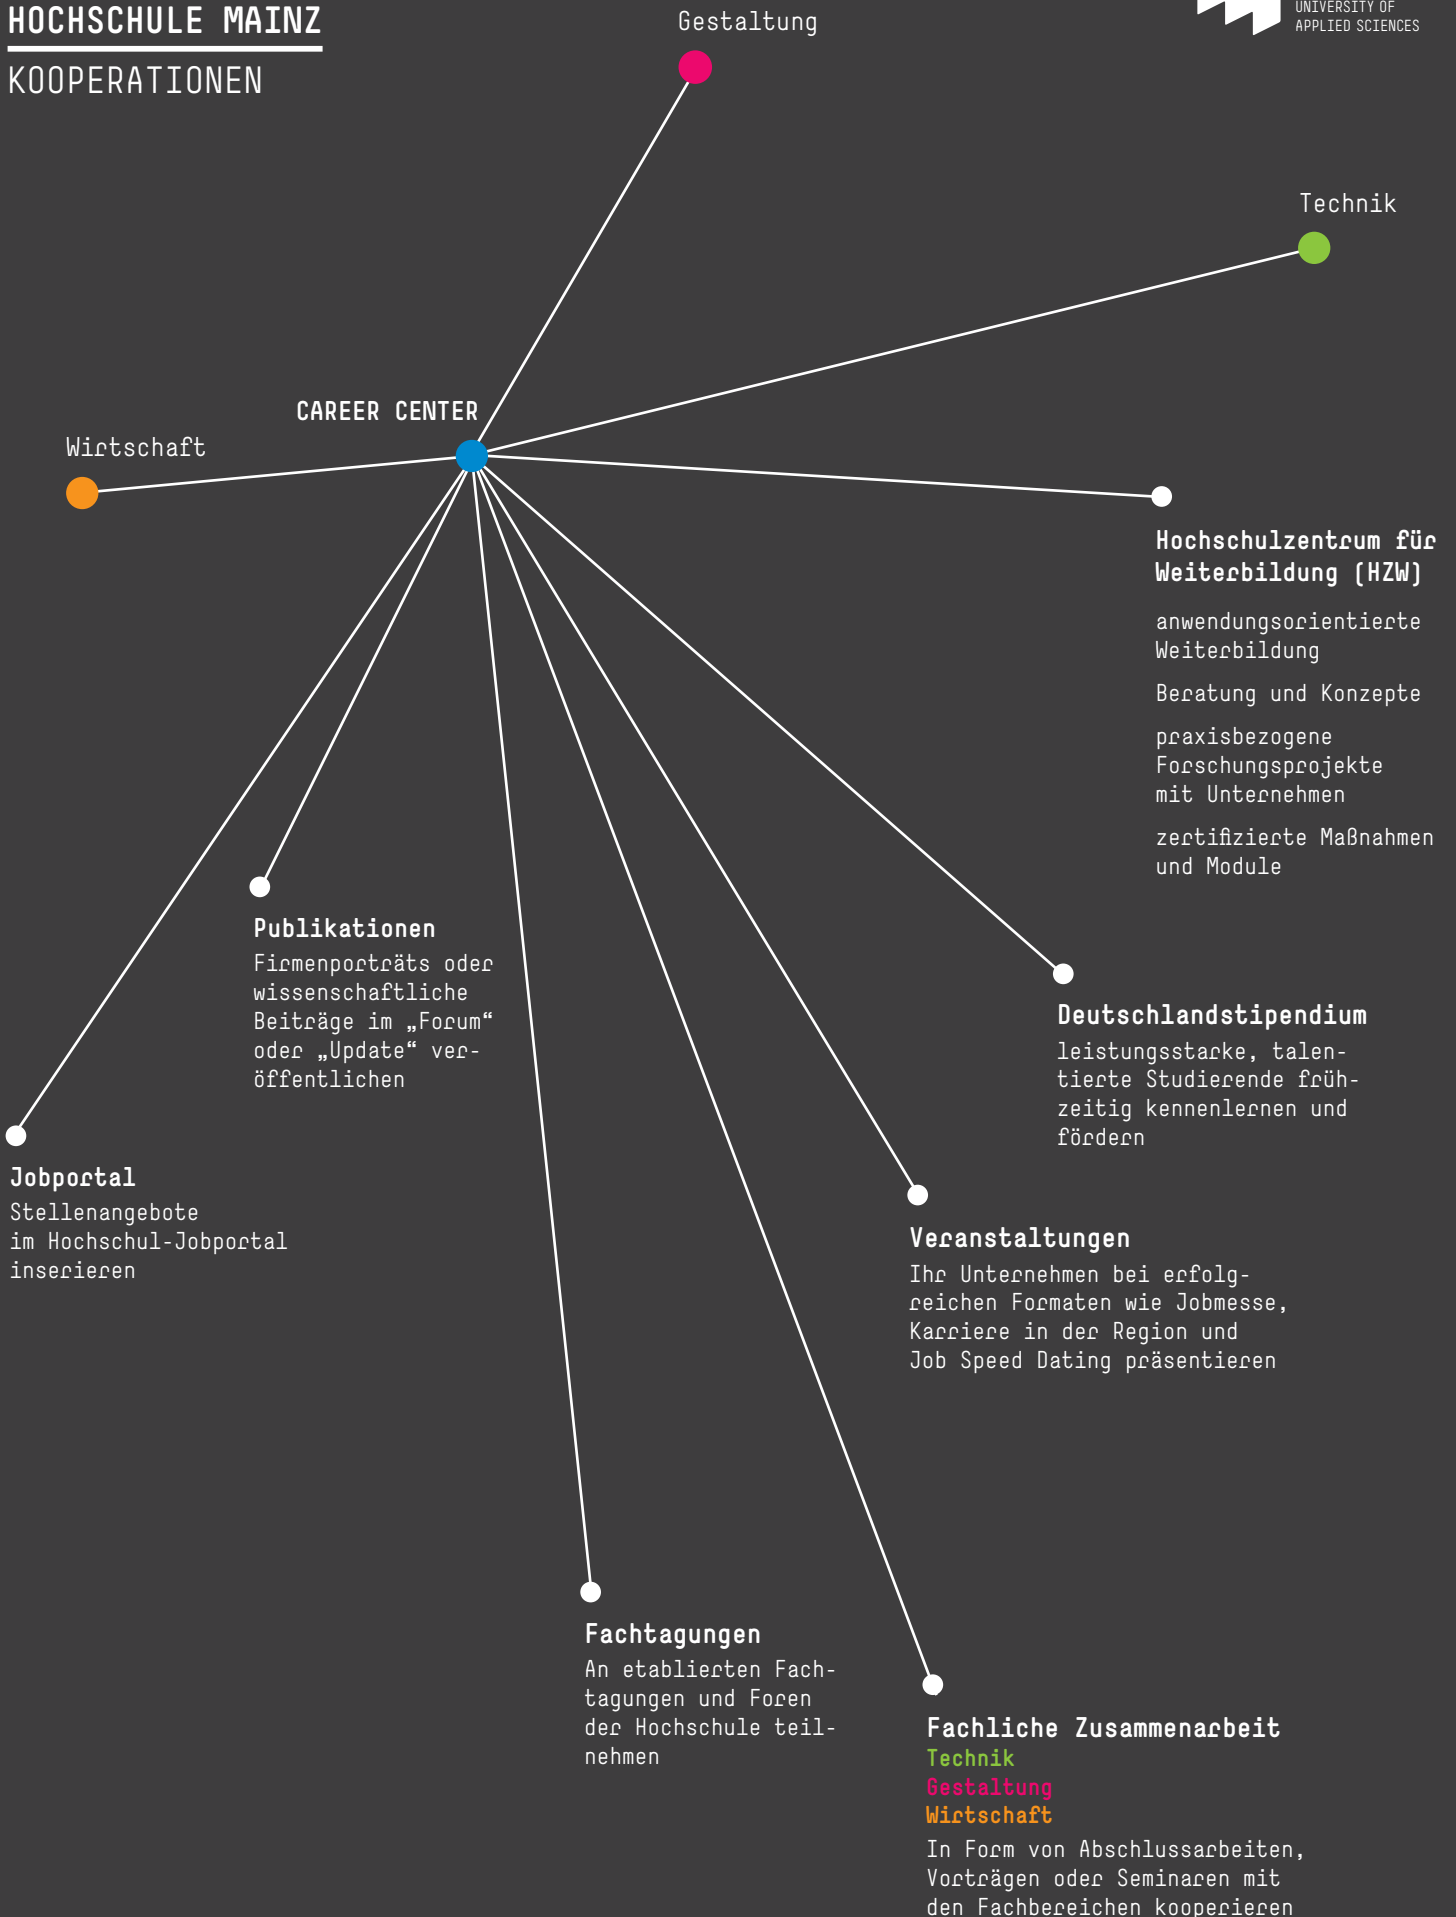 HOCHSCHULE MAINZ
KOOPERATIONEN
Gestaltung
UNIVERSITY OF
APPLIED SCIENCES
Technik
CAREER CENTER
Wirtschaft
Hochschulzentrum für
Weiterbildung (HZW)
anwendungsorientierte
Weiterbildung
Beratung und Konzepte
praxisbezogene
Forschungsprojekte
mit Unternehmen
zertifizierte Maßnahmen
und Module
Publikationen
Firmenporträts oder
wissenschaftliche
Beiträge im „Forum“
oder „Update“ ver-
öffentlichen
Deutschlandstipendium
leistungsstarke, talen-
tierte Studierende früh-
zeitig kennenlernen und
fördern
Jobportal
Stellenangebote
im Hochschul-Jobportal
inserieren
Veranstaltungen
Ihr Unternehmen bei erfolg-
reichen Formaten wie Jobmesse,
Karriere in der Region und
Job Speed Dating präsentieren
Fachtagungen
An etablierten Fach-
tagungen und Foren
der Hochschule teil-
nehmen
Fachliche Zusammenarbeit
Technik
Gestaltung
Wirtschaft
In Form von Abschlussarbeiten,
Vorträgen oder Seminaren mit
den Fachbereichen kooperieren